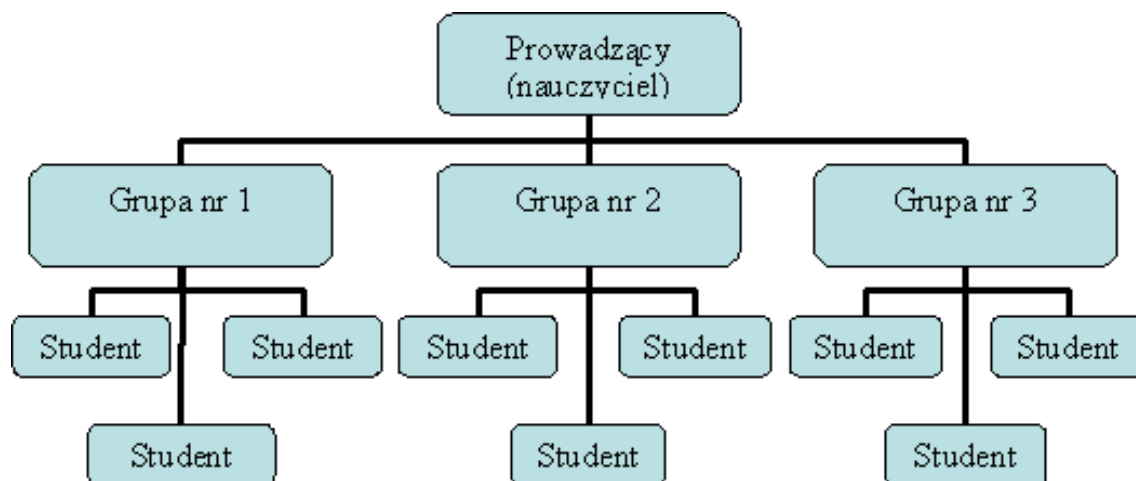 Prowadzący
(nauczyciel)
Grupa nr 1
Grupa nr 2
Grupa nr 3
Student
Student
Student
Student
Student
Student
Student
Student
Student